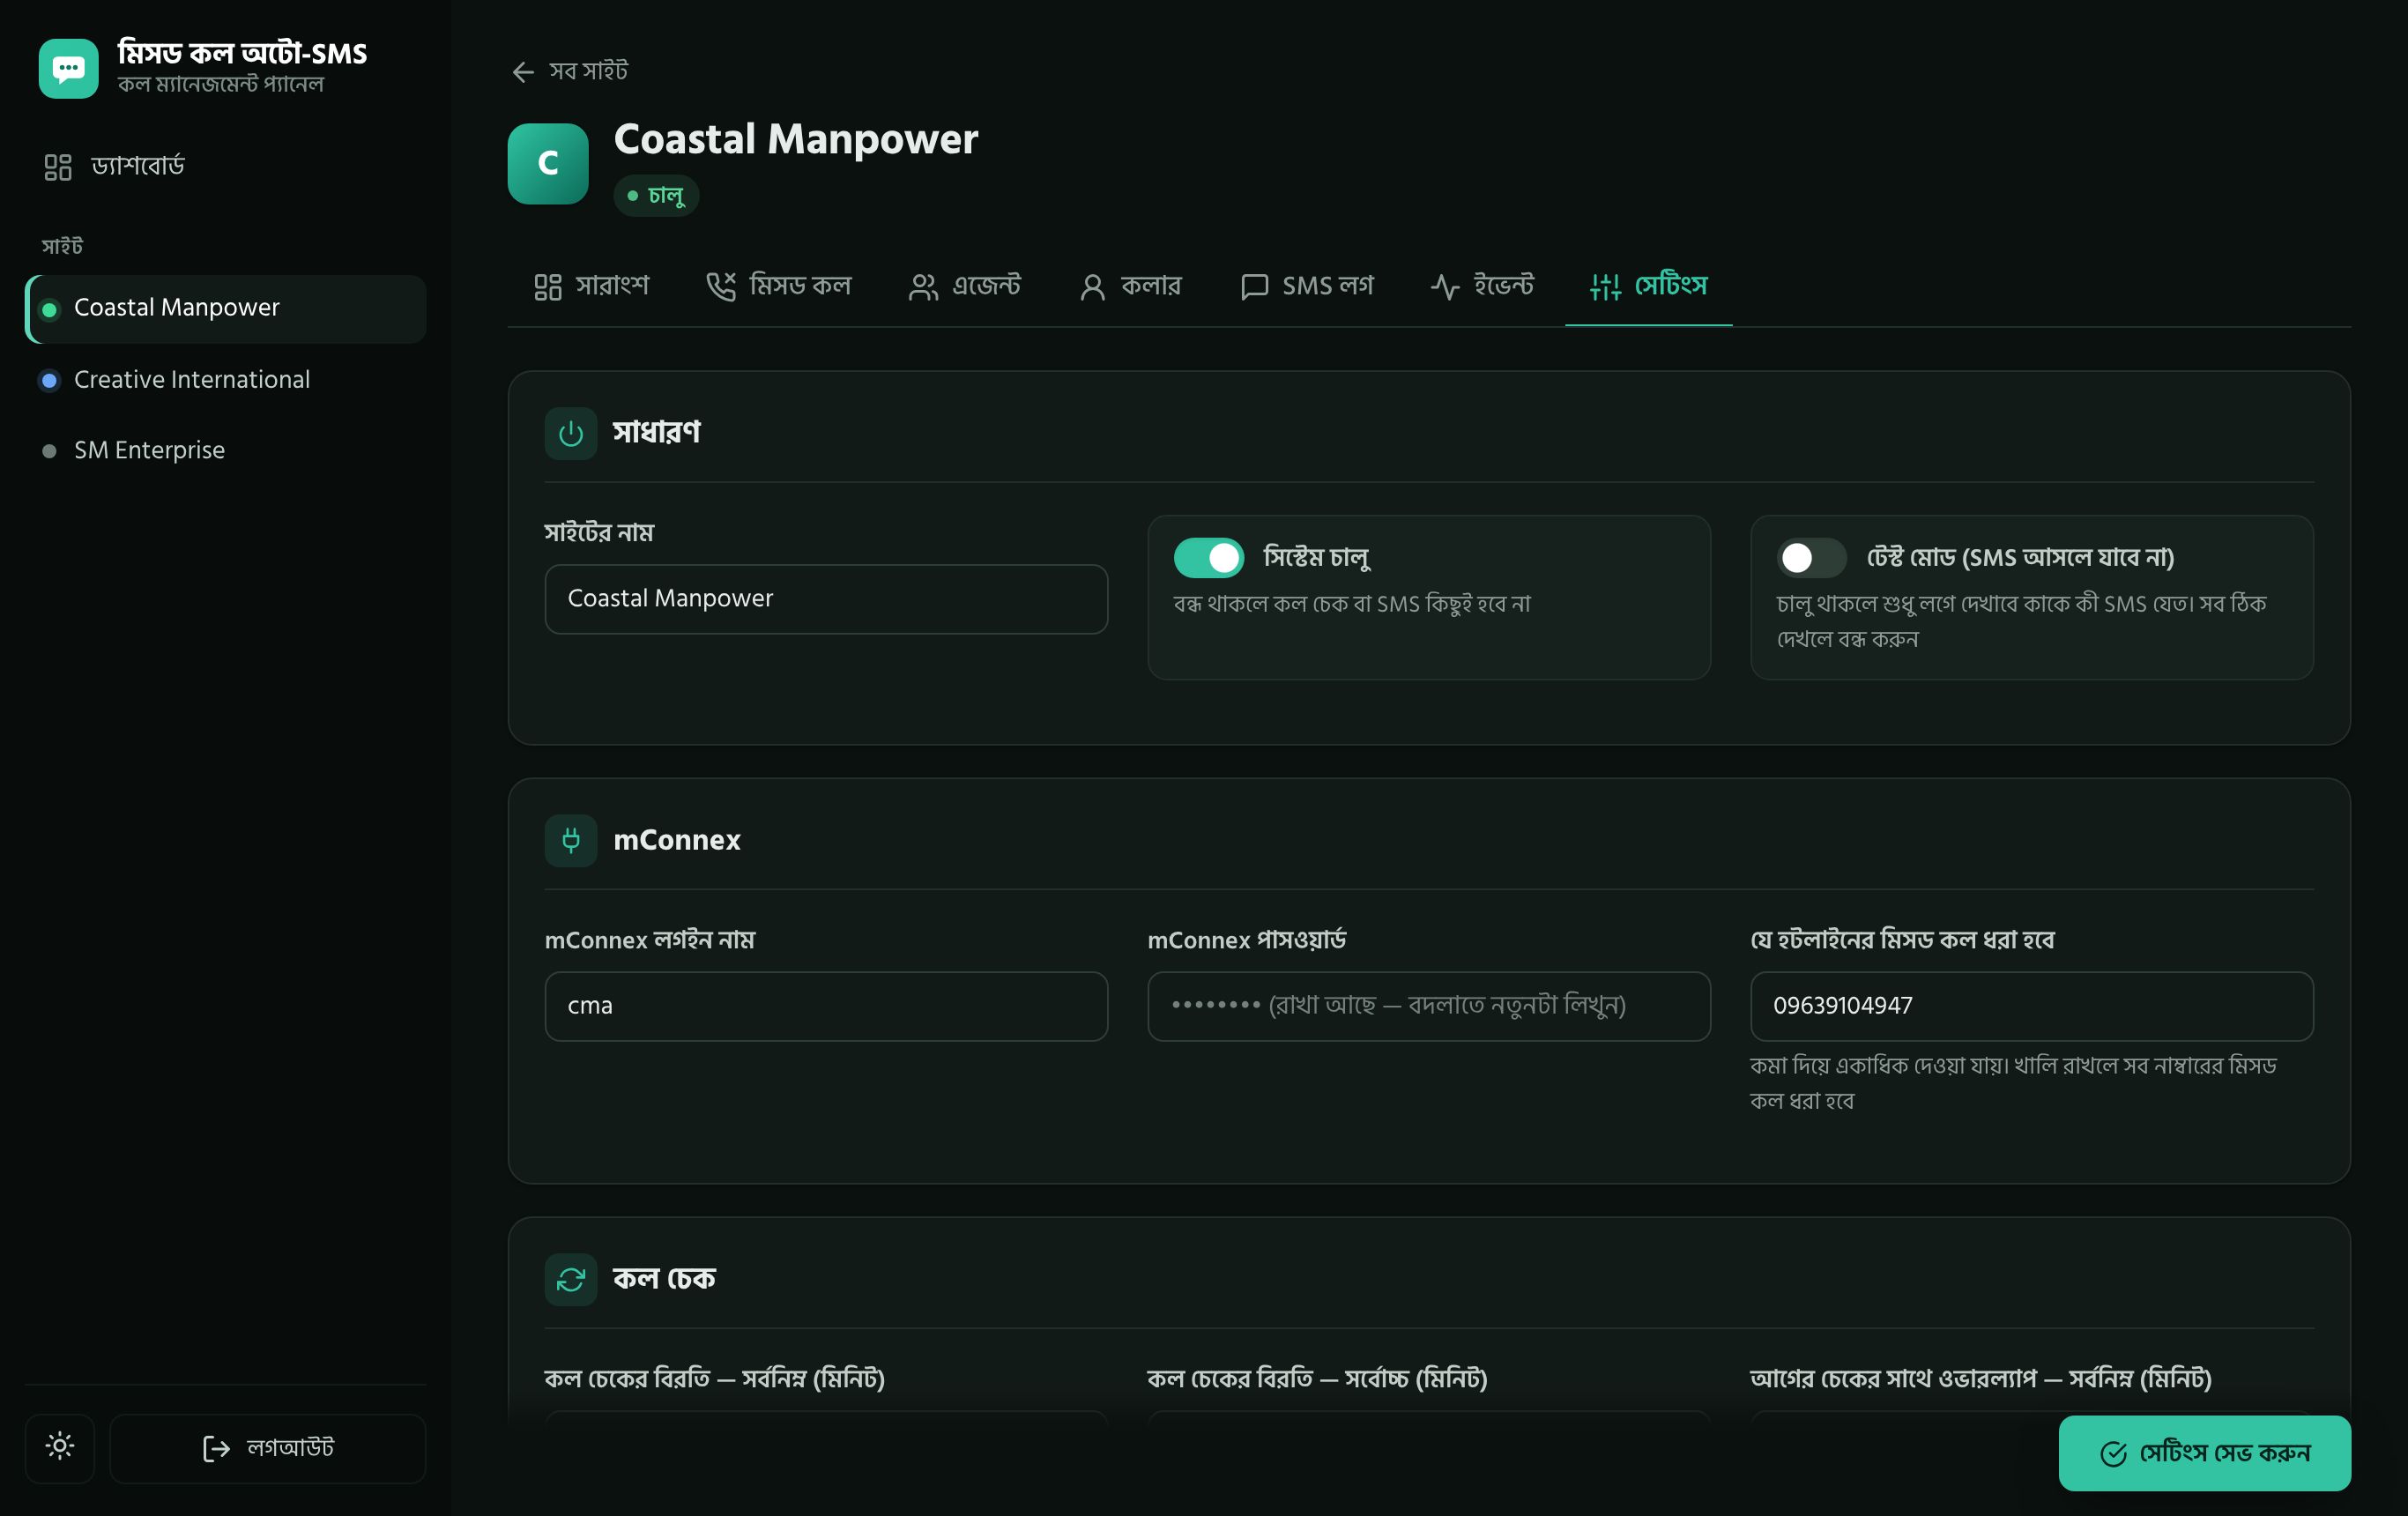 মিসড কল অটো-SMS
কল ম্যানেজমেন্ট প্যানেল
ড্যাশবোর্ড
সাইট
Coastal Manpower
Creative International
SM Enterprise
লগআউট
সব সাইট
C
Coastal Manpower
চালু
সারাংশ
মিসড কল
এজেন্ট
কলার
SMS লগ
ইভেন্ট
সেটিংস
সাধারণ
সাইটের নাম
Coastal Manpower
সিস্টেম চালু
বন্ধ থাকলে কল চেক বা SMS কিছুই হবে না
টেস্ট মোড (SMS আসলে যাবে না)
চালু থাকলে শুধু লগে দেখাবে কাকে কী SMS যেত। সব ঠিক
দেখলে বন্ধ করুন
mConnex
mConnex লগইন নাম
cma
mConnex পাসওয়ার্ড
•••••••• (রাখা আছে — বদলাতে নতুনটা লিখুন)
যে হটলাইনের মিসড কল ধরা হবে
09639104947
কমা দিয়ে একাধিক দেওয়া যায়। খালি রাখলে সব নাম্বারের মিসড
কল ধরা হবে
কল চেক
কল চেকের বিরতি — সর্বনিম্ন (মিনিট)
কল চেকের বিরতি — সর্বোচ্চ (মিনিট)
আগের চেকের সাথে ওভারল্যাপ — সর্বনিম্ন (মিনিট)
সেটিংস সেভ করুন